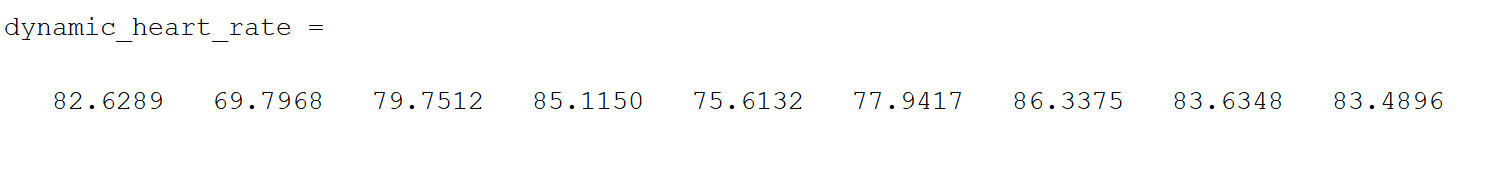 dynamic_heart_rate =
82.6289 69.7968 79.7512 85.1150 75.6132 77.9417 86.3375 83.6348 83.4896